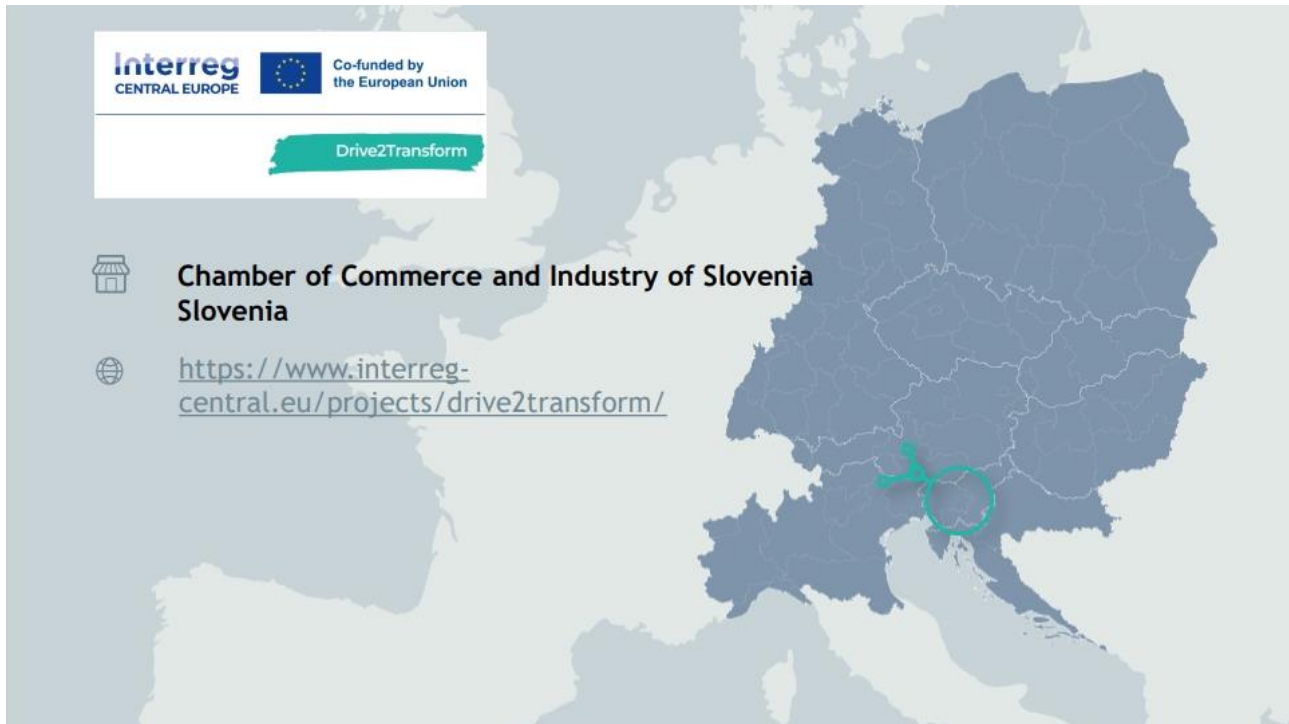 Interreg
CENTRAL EUROPE
Co-funded by
the European Union
Drive2Transform
Chamber of Commerce and Industry of Slovenia
Slovenia
https://www.interreg-
central.eu/projects/drive2transform/